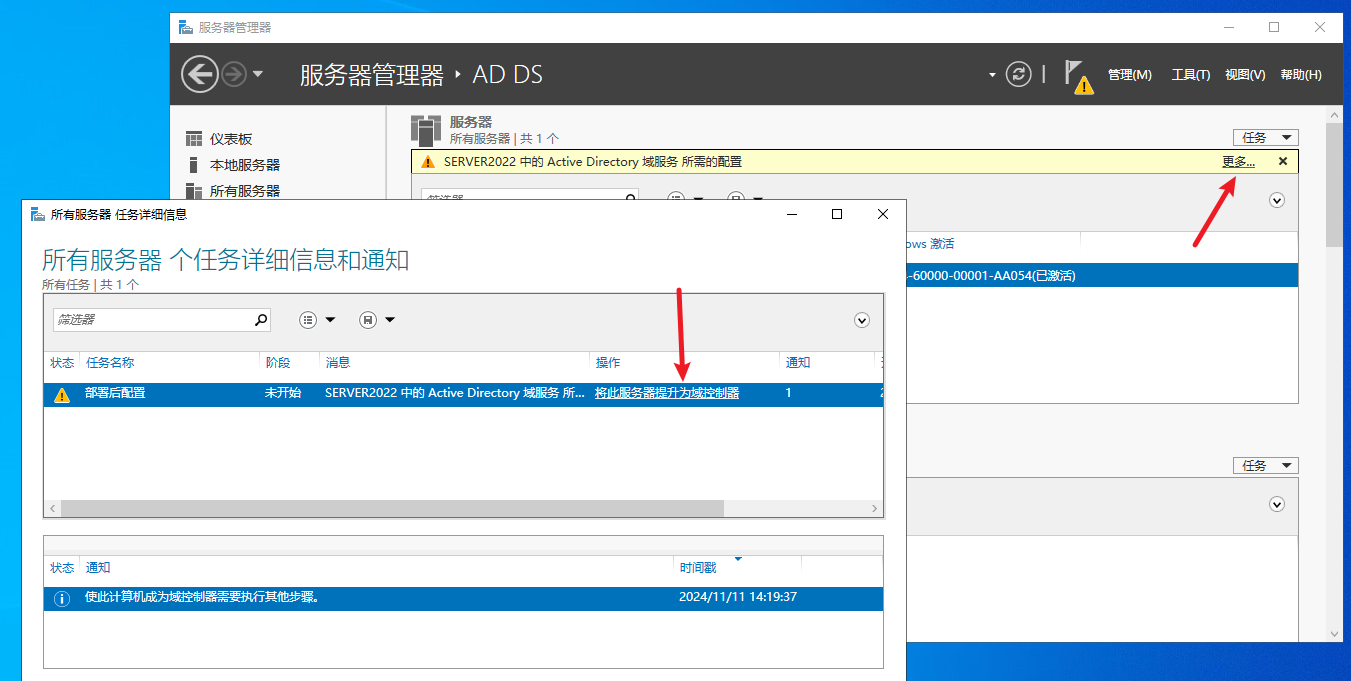 服务器管理器
服务器管理器 ‣ AD DS
管理(M) 工具(T) 视图(V) 帮助(H)
仪表板
本地服务器
所有服务器
服务器
所有服务器 | 共 1 个
任务
SERVER2022 中的 Active Directory 域服务 所需的配置
更多...
筛选器
ows 激活
-60000-00001-AA054(已激活)
任务
所有服务器 任务详细信息
所有服务器 个任务详细信息和通知
所有任务 | 共 1 个
筛选器
状态 任务名称 阶段 消息 操作 通知
部署后配置 未开始 SERVER2022 中的 Active Directory 域服务 所... 将此服务器提升为域控制器 1 2
状态 通知 时间戳
使此计算机成为域控制器需要执行其他步骤。 2024/11/11 14:19:37